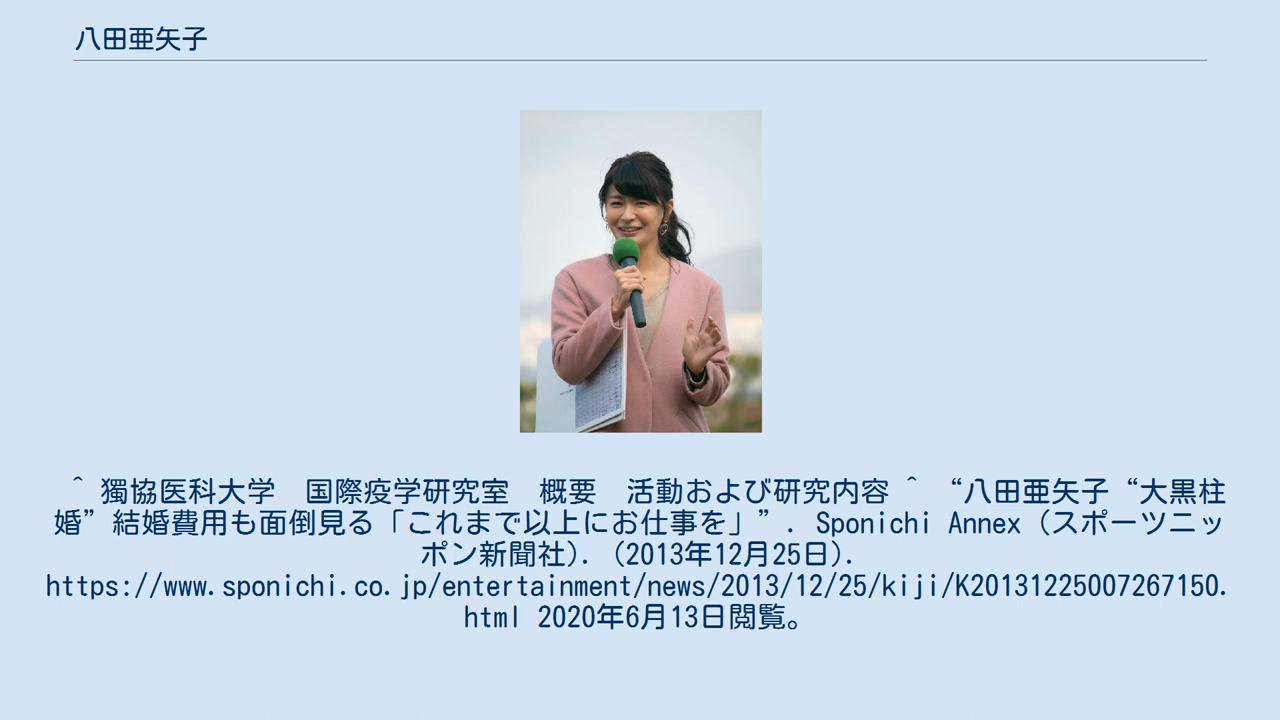 八田亜矢子
^ 獨協医科大学　国際疫学研究室　概要　活動および研究内容 ^ “八田亜矢子“大黒柱
婚”結婚費用も面倒見る「これまで以上にお仕事を」”. Sponichi Annex (スポーツニッ
ポン新聞社). (2013年12月25日).
https://www.sponichi.co.jp/entertainment/news/2013/12/25/kiji/K20131225007267150.
html 2020年6月13日閲覧。